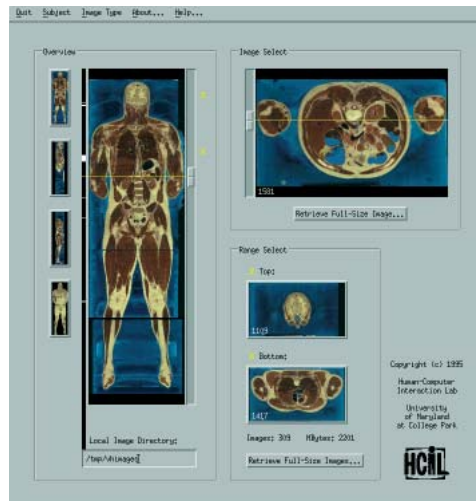 Quit Subject Image Type About... Help...
Overview
Image Select
1581
Retrieve Full-Size Image...
Range Select
Top:
1109
Bottom:
1417
Images: 309 MBytes: 2201
Retrieve Full-Size Images...
Local Image Directory:
/tmp/vhimages
Copyright (c) 1995
Human-Computer
Interaction Lab
University
of Maryland
at College Park
HCIL